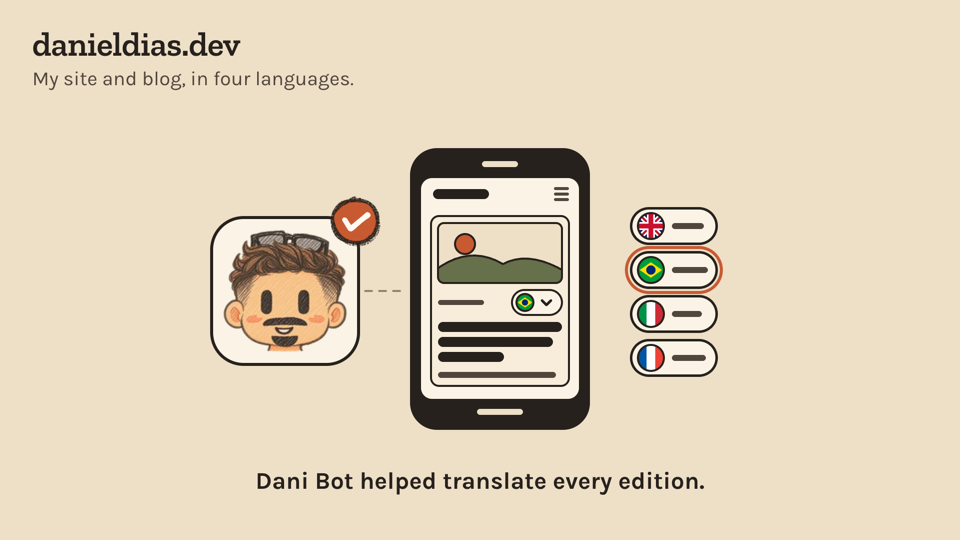 danieldias.dev
My site and blog, in four languages.
Dani Bot helped translate every edition.